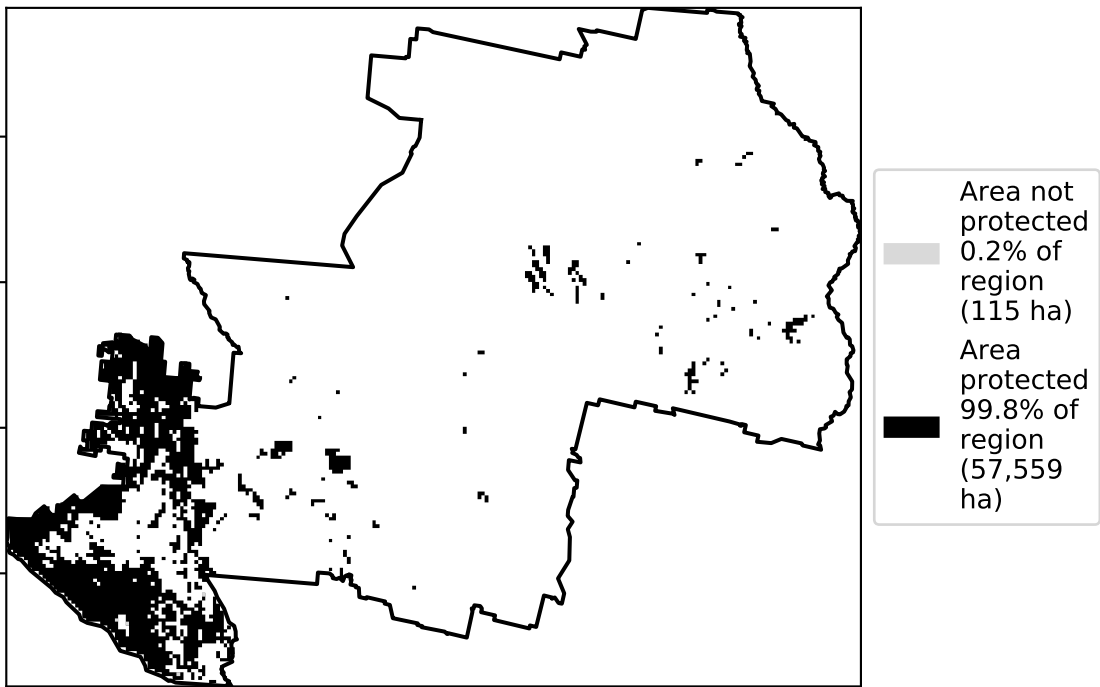 Area not
protected
0.2% of
region
(115 ha)
Area
protected
99.8% of
region
(57,559
ha)